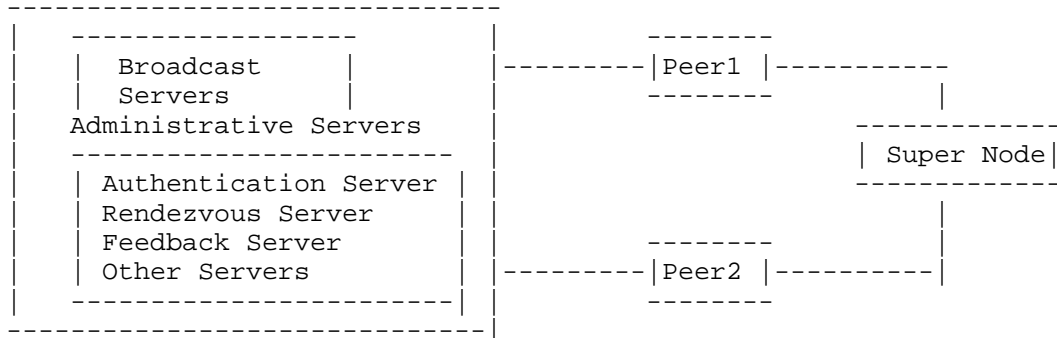 Broadcast
Peer1
Servers
Administrative Servers
Super Node
Authentication Server
Rendezvous Server
Feedback Server
Other Servers
Peer2